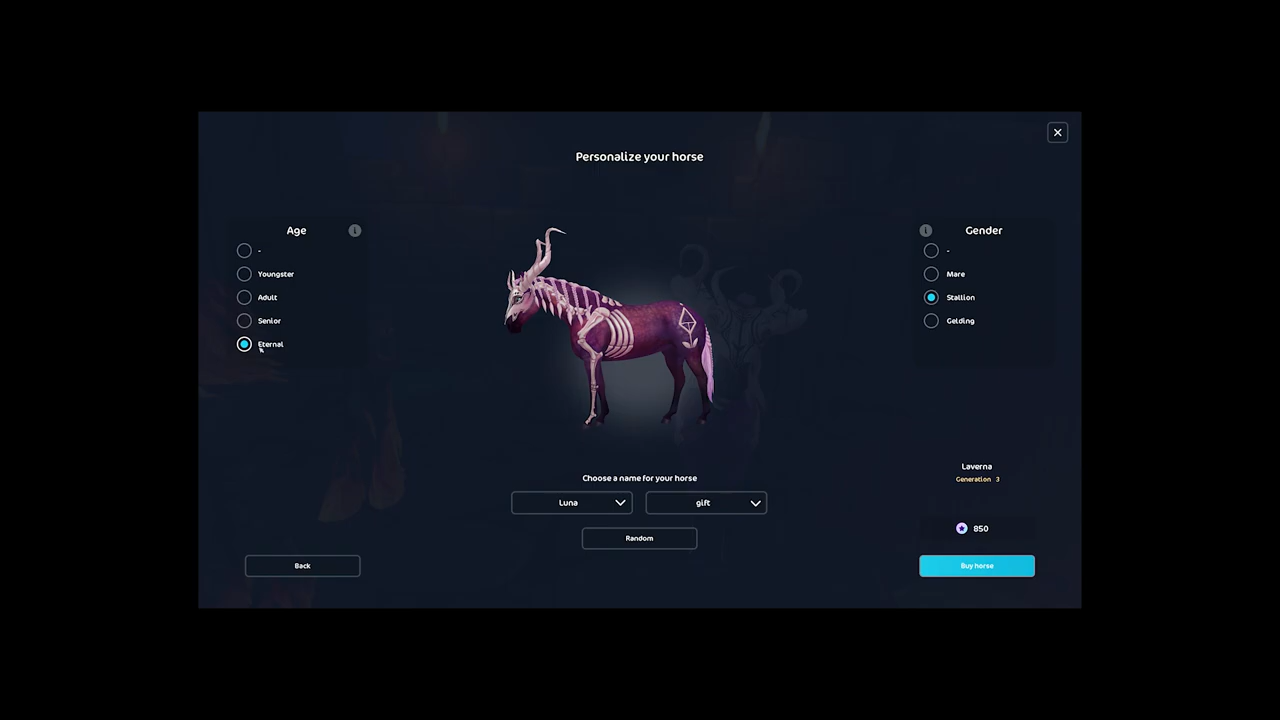 Personalize your horse
Age
-
Youngster
Adult
Senior
Eternal
Gender
-
Mare
Stallion
Gelding
Choose a name for your horse
Luna
gift
Random
Laverna
Generation 3
850
Back
Buy horse